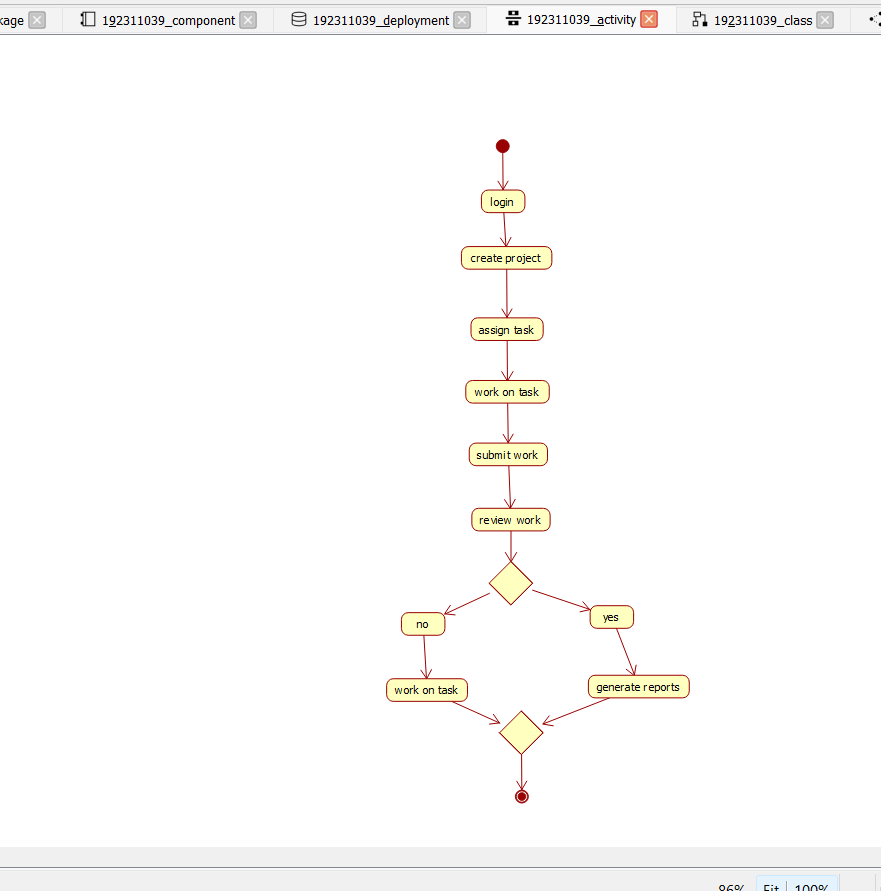 kage
192311039_component
192311039_deployment
192311039_activity
192311039_class
login
create project
assign task
work on task
submit work
review work
no
yes
work on task
generate reports
86%
Fit
100%